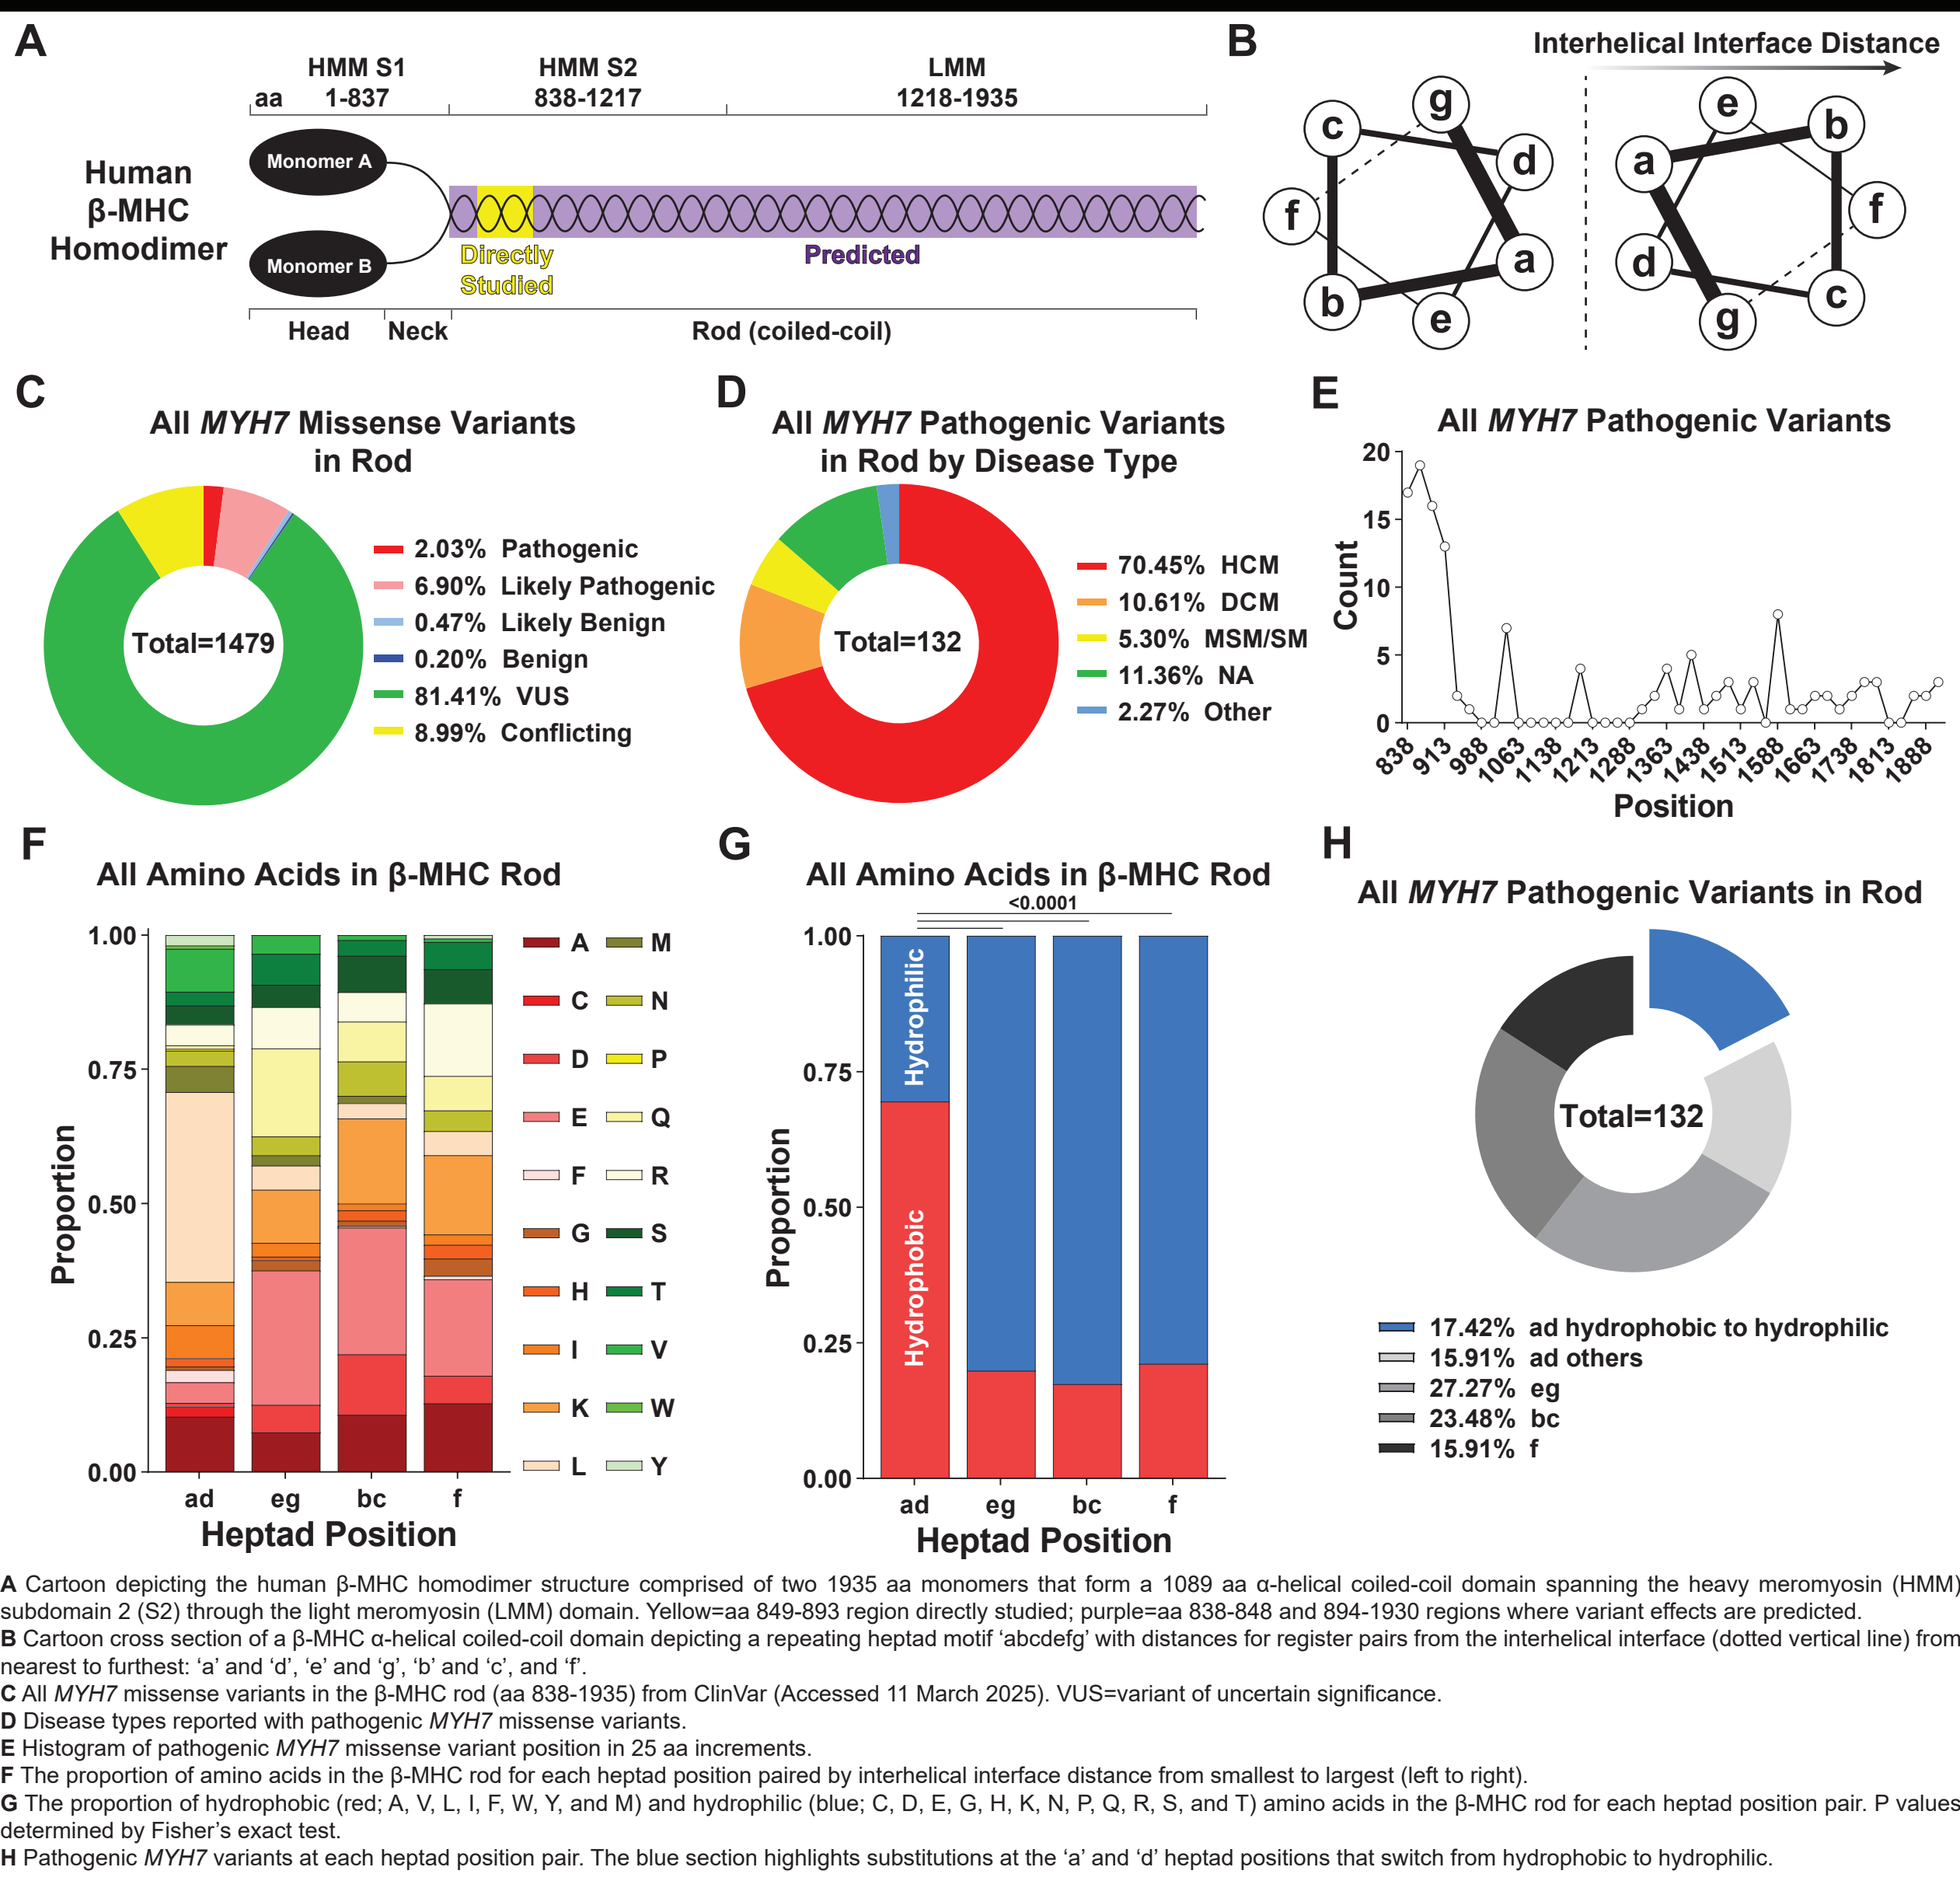 A
HMM S1
HMM S2
LMM
aa 1-837
838-1217
1218-1935
Human
β-MHC
Homodimer
Monomer A
Monomer B
Directly
Studied
Predicted
Head
Neck
Rod (coiled-coil)
B
Interhelical Interface Distance
c
g
d
f
a
b
e
e
b
a
f
d
c
g
C
All MYH7 Missense Variants
in Rod
Total=1479
2.03% Pathogenic
6.90% Likely Pathogenic
0.47% Likely Benign
0.20% Benign
81.41% VUS
8.99% Conflicting
D
All MYH7 Pathogenic Variants
in Rod by Disease Type
Total=132
70.45% HCM
10.61% DCM
5.30% MSM/SM
11.36% NA
2.27% Other
E
All MYH7 Pathogenic Variants
Count
20
15
10
5
0
838
913
988
1063
1138
1213
1288
1363
1438
1513
1588
1663
1738
1813
1888
Position
F
All Amino Acids in β-MHC Rod
Proportion
1.00
0.75
0.50
0.25
0.00
ad
eg
bc
f
Heptad Position
A
M
C
N
D
P
E
Q
F
R
G
S
H
T
I
V
K
W
L
Y
G
All Amino Acids in β-MHC Rod
<0.0001
Proportion
1.00
0.75
0.50
0.25
0.00
Hydrophilic
Hydrophobic
ad
eg
bc
f
Heptad Position
H
All MYH7 Pathogenic Variants in Rod
Total=132
17.42% ad hydrophobic to hydrophilic
15.91% ad others
27.27% eg
23.48% bc
15.91% f
A Cartoon depicting the human β-MHC homodimer structure comprised of two 1935 aa monomers that form a 1089 aa α-helical coiled-coil domain spanning the heavy meromyosin (HMM)
subdomain 2 (S2) through the light meromyosin (LMM) domain. Yellow=aa 849-893 region directly studied; purple=aa 838-848 and 894-1930 regions where variant effects are predicted.
B Cartoon cross section of a β-MHC α-helical coiled-coil domain depicting a repeating heptad motif ‘abcdefg’ with distances for register pairs from the interhelical interface (dotted vertical line) from
nearest to furthest: ‘a’ and ‘d’, ‘e’ and ‘g’, ‘b’ and ‘c’, and ‘f’.
C All MYH7 missense variants in the β-MHC rod (aa 838-1935) from ClinVar (Accessed 11 March 2025). VUS=variant of uncertain significance.
D Disease types reported with pathogenic MYH7 missense variants.
E Histogram of pathogenic MYH7 missense variant position in 25 aa increments.
F The proportion of amino acids in the β-MHC rod for each heptad position paired by interhelical interface distance from smallest to largest (left to right).
G The proportion of hydrophobic (red; A, V, L, I, F, W, Y, and M) and hydrophilic (blue; C, D, E, G, H, K, N, P, Q, R, S, and T) amino acids in the β-MHC rod for each heptad position pair. P values
determined by Fisher’s exact test.
H Pathogenic MYH7 variants at each heptad position pair. The blue section highlights substitutions at the ‘a’ and ‘d’ heptad positions that switch from hydrophobic to hydrophilic.